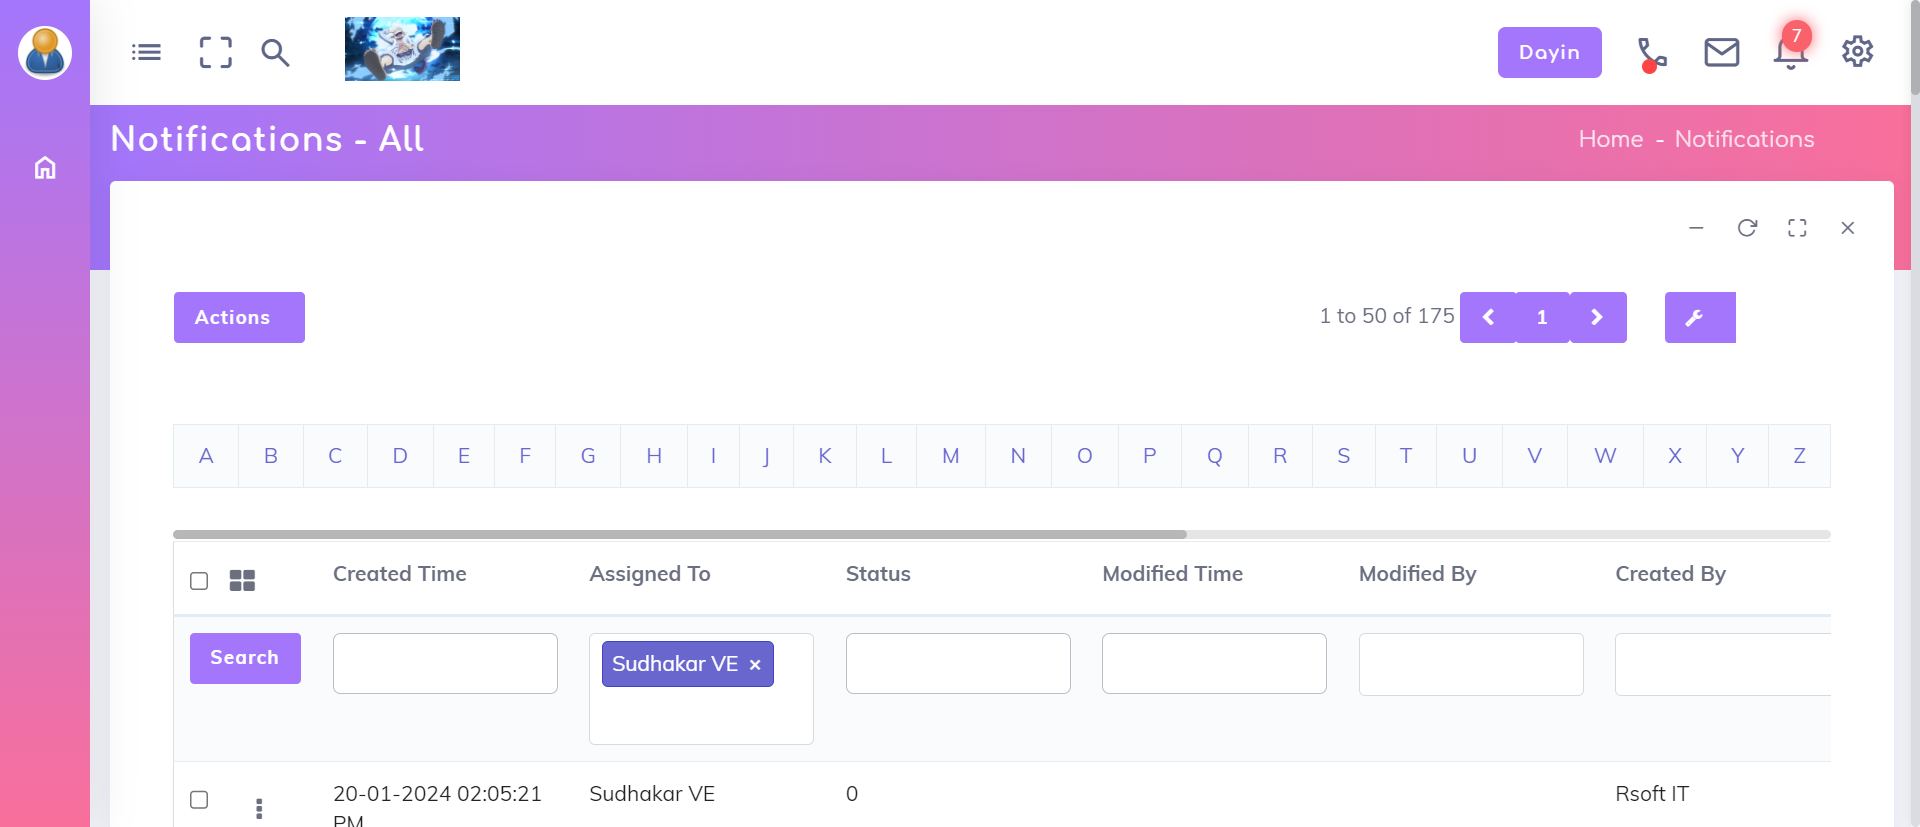 Dayin
7
Notifications - All
Home - Notifications
Actions
1 to 50 of 175
1
A B C D E F G H I J K L M N O P Q R S T U V W X Y Z
Created Time Assigned To Status Modified Time Modified By Created By
Search
Sudhakar VE ×
20-01-2024 02:05:21 Sudhakar VE 0 Rsoft IT
PM